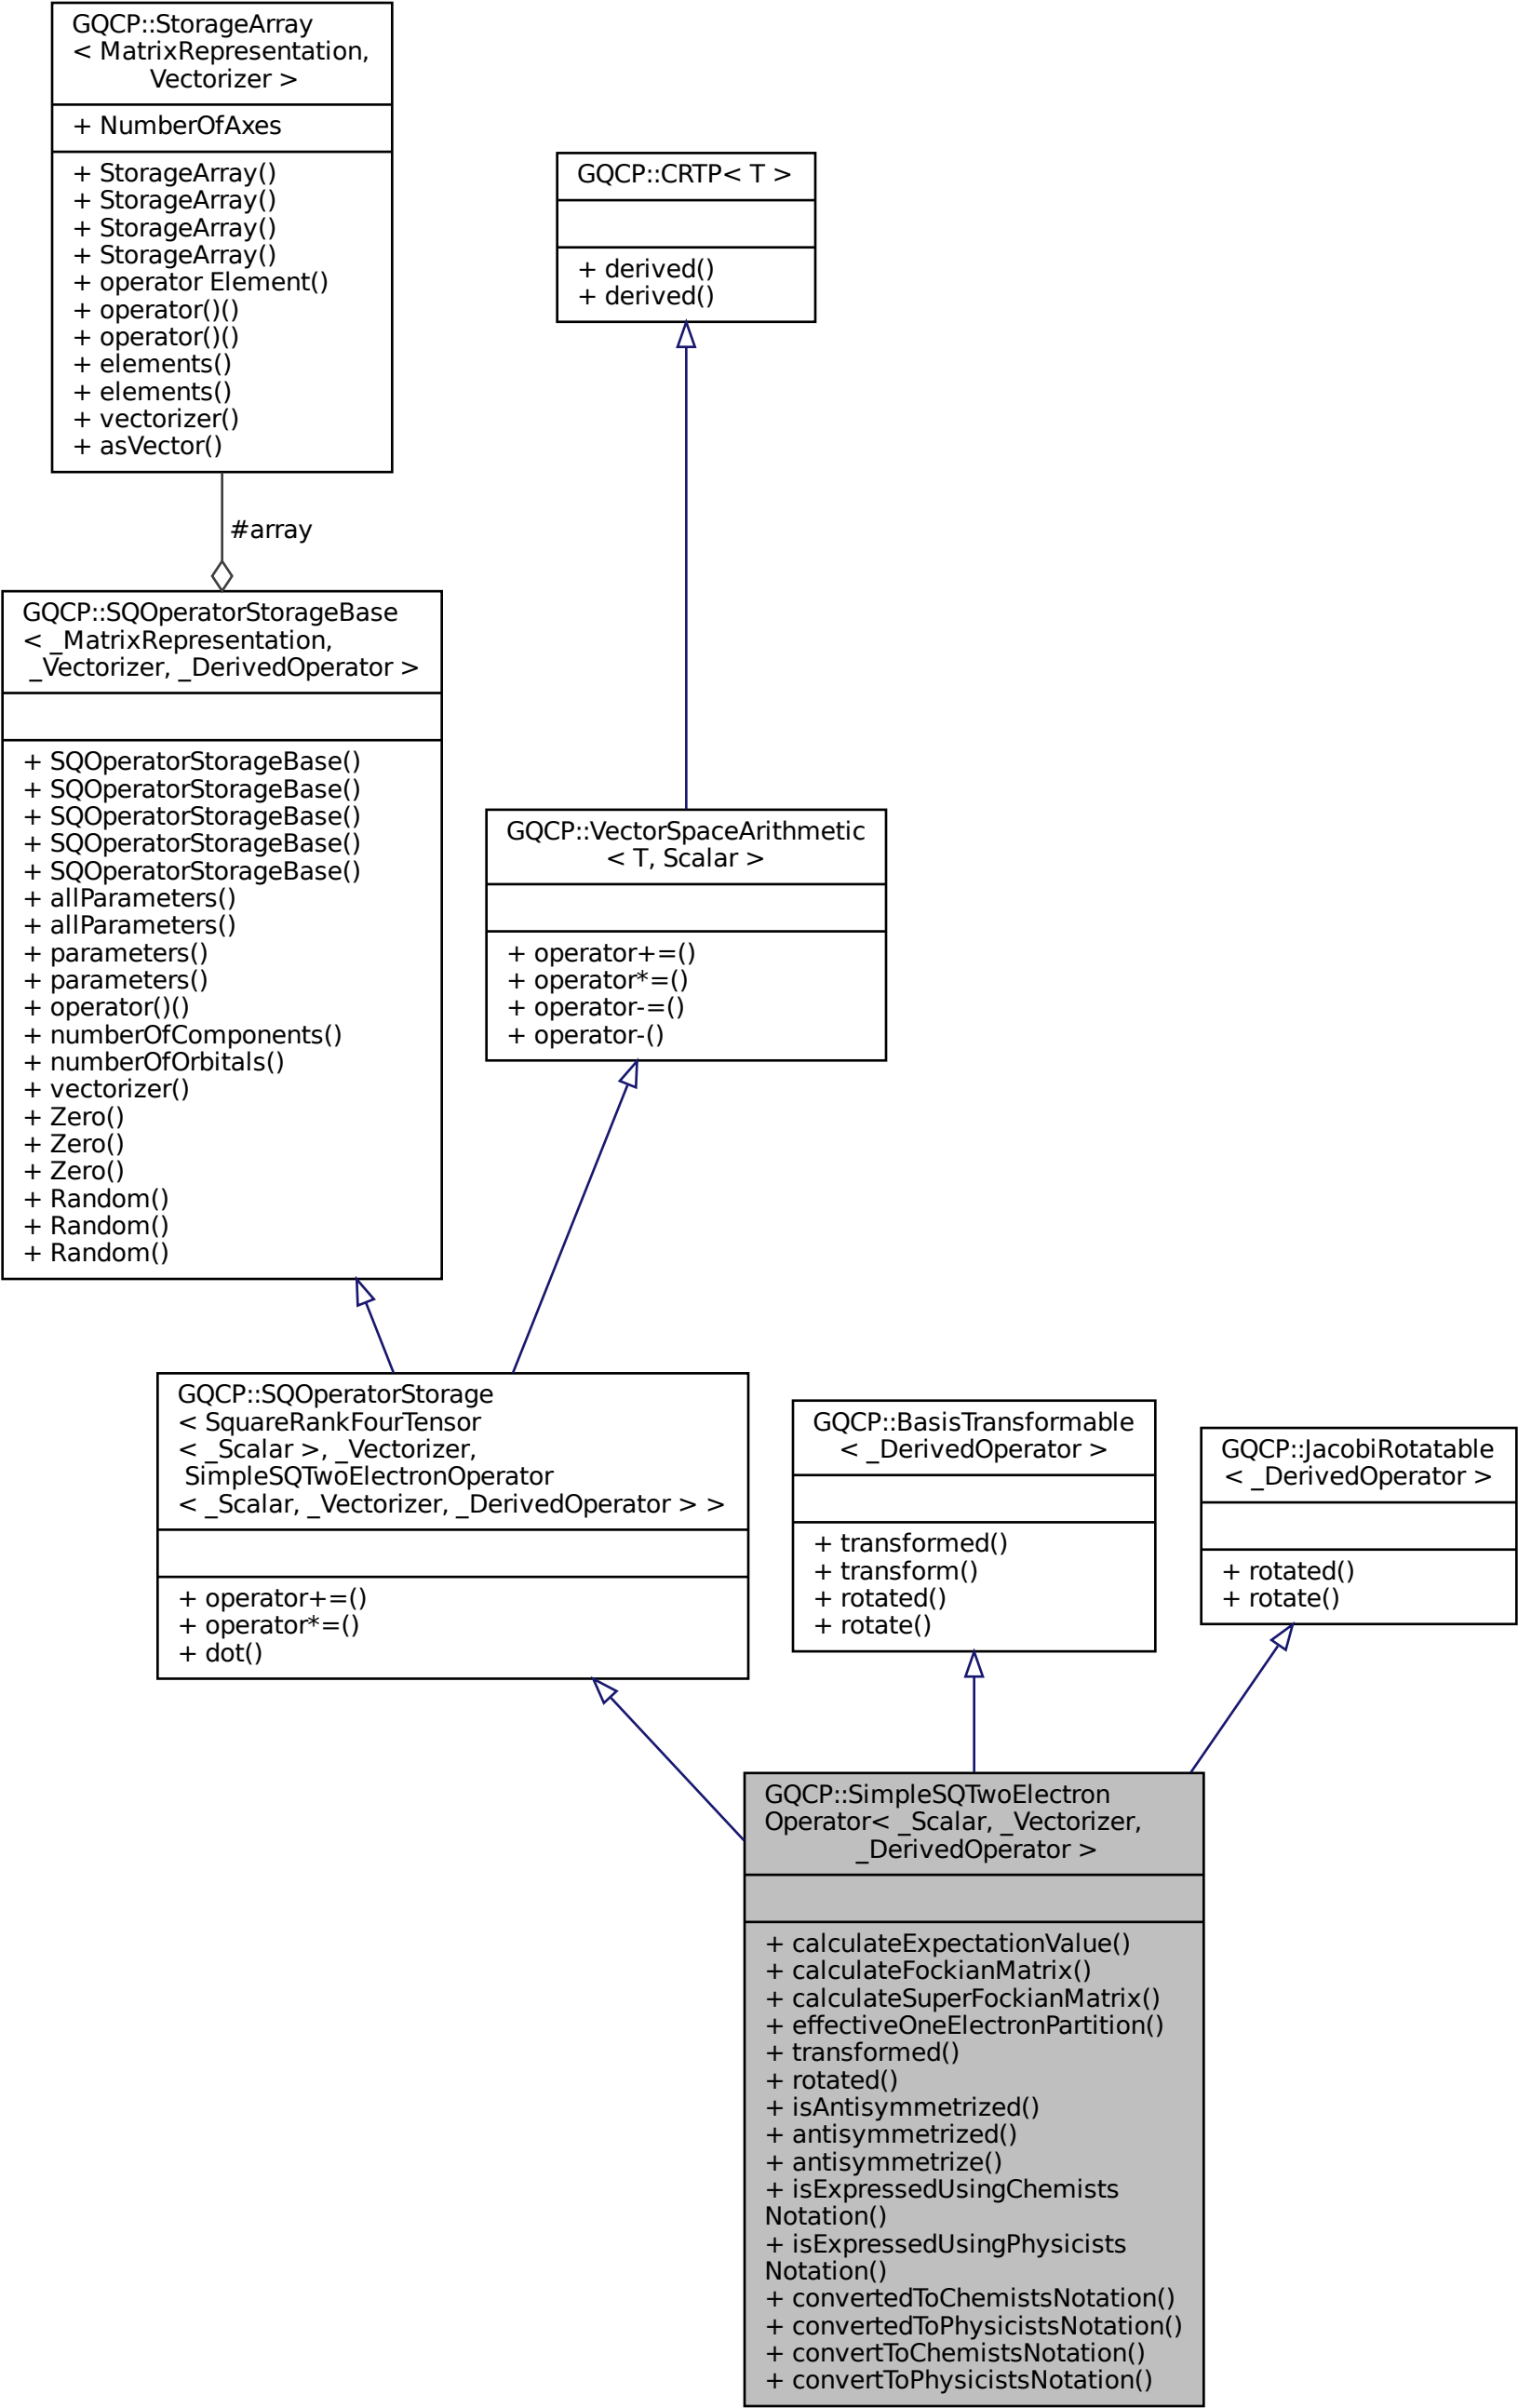 GQCP::StorageArray
< MatrixRepresentation,
Vectorizer >
+ NumberOfAxes
+ StorageArray()
+ StorageArray()
+ StorageArray()
+ StorageArray()
+ operator Element()
+ operator()()
+ operator()()
+ elements()
+ elements()
+ vectorizer()
+ asVector()
GQCP::CRTP< T >
+ derived()
+ derived()
#array
GQCP::SQOperatorStorageBase
< _MatrixRepresentation,
_Vectorizer, _DerivedOperator >
+ SQOperatorStorageBase()
+ SQOperatorStorageBase()
+ SQOperatorStorageBase()
+ SQOperatorStorageBase()
+ SQOperatorStorageBase()
+ allParameters()
+ allParameters()
+ parameters()
+ parameters()
+ operator()()
+ numberOfComponents()
+ numberOfOrbitals()
+ vectorizer()
+ Zero()
+ Zero()
+ Zero()
+ Random()
+ Random()
+ Random()
GQCP::VectorSpaceArithmetic
< T, Scalar >
+ operator+=()
+ operator*=()
+ operator-=()
+ operator-()
GQCP::SQOperatorStorage
< SquareRankFourTensor
< _Scalar >, _Vectorizer,
SimpleSQTwoElectronOperator
< _Scalar, _Vectorizer, _DerivedOperator > >
+ operator+=()
+ operator*=()
+ dot()
GQCP::BasisTransformable
< _DerivedOperator >
+ transformed()
+ transform()
+ rotated()
+ rotate()
GQCP::JacobiRotatable
< _DerivedOperator >
+ rotated()
+ rotate()
GQCP::SimpleSQTwoElectron
Operator< _Scalar, _Vectorizer,
_DerivedOperator >
+ calculateExpectationValue()
+ calculateFockianMatrix()
+ calculateSuperFockianMatrix()
+ effectiveOneElectronPartition()
+ transformed()
+ rotated()
+ isAntisymmetrized()
+ antisymmetrized()
+ antisymmetrize()
+ isExpressedUsingChemists
Notation()
+ isExpressedUsingPhysicists
Notation()
+ convertedToChemistsNotation()
+ convertedToPhysicistsNotation()
+ convertToChemistsNotation()
+ convertToPhysicistsNotation()